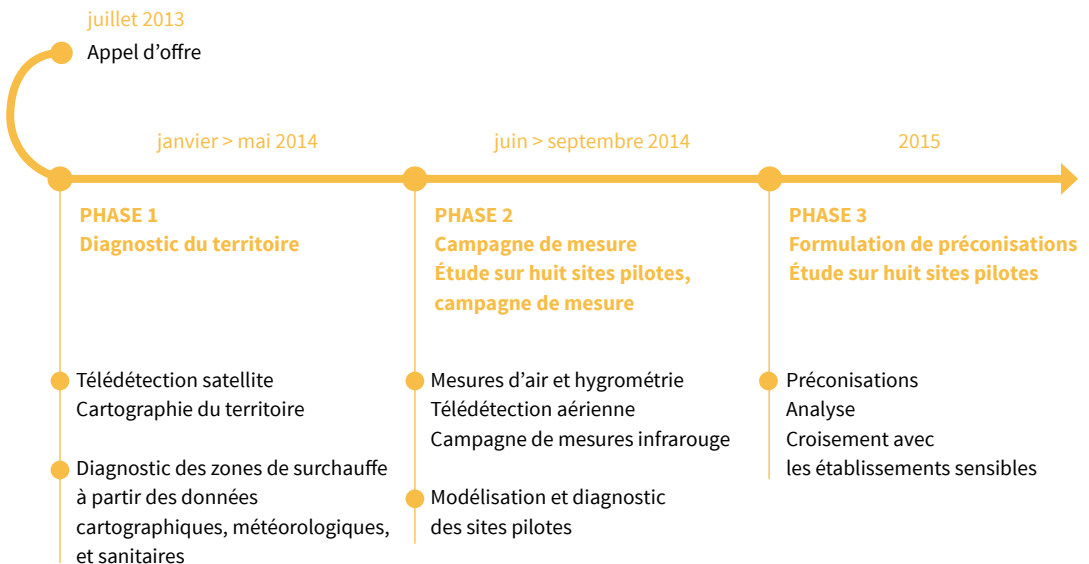 juillet 2013
Appel d’offre
janvier > mai 2014
PHASE 1
Diagnostic du territoire
Télédétection satellite
Cartographie du territoire
Diagnostic des zones de surchauffe
à partir des données
cartographiques, météorologiques,
et sanitaires
juin > septembre 2014
PHASE 2
Campagne de mesure
Étude sur huit sites pilotes,
campagne de mesure
Mesures d’air et hygrométrie
Télédétection aérienne
Campagne de mesures infrarouge
Modélisation et diagnostic
des sites pilotes
2015
PHASE 3
Formulation de préconisations
Étude sur huit sites pilotes
Préconisations
Analyse
Croisement avec
les établissements sensibles